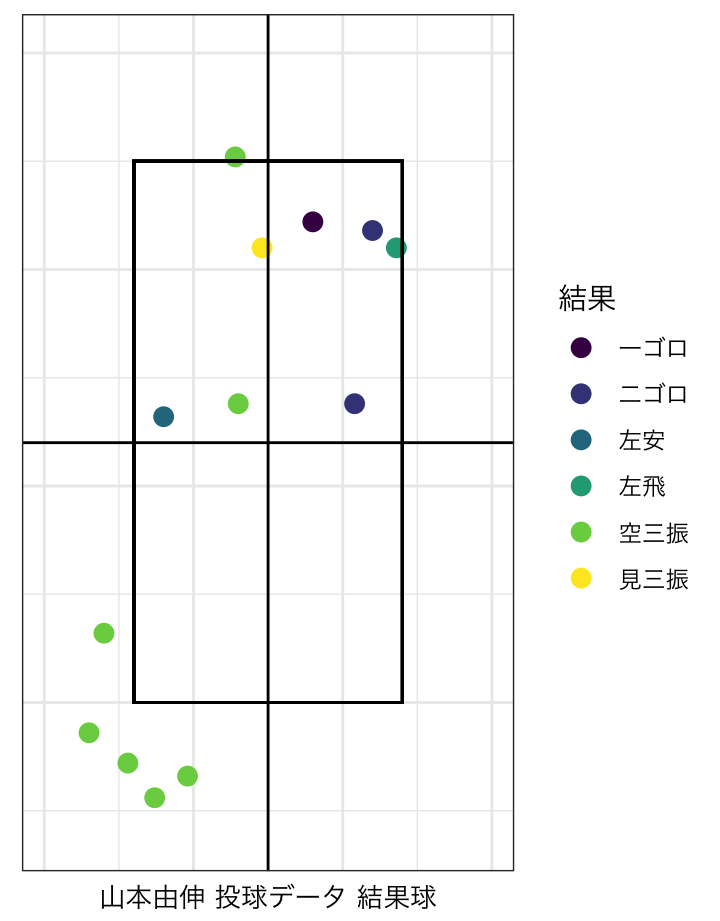 結果
一ゴロ
二ゴロ
左安
左飛
空三振
見三振
山本由伸 投球データ 結果球